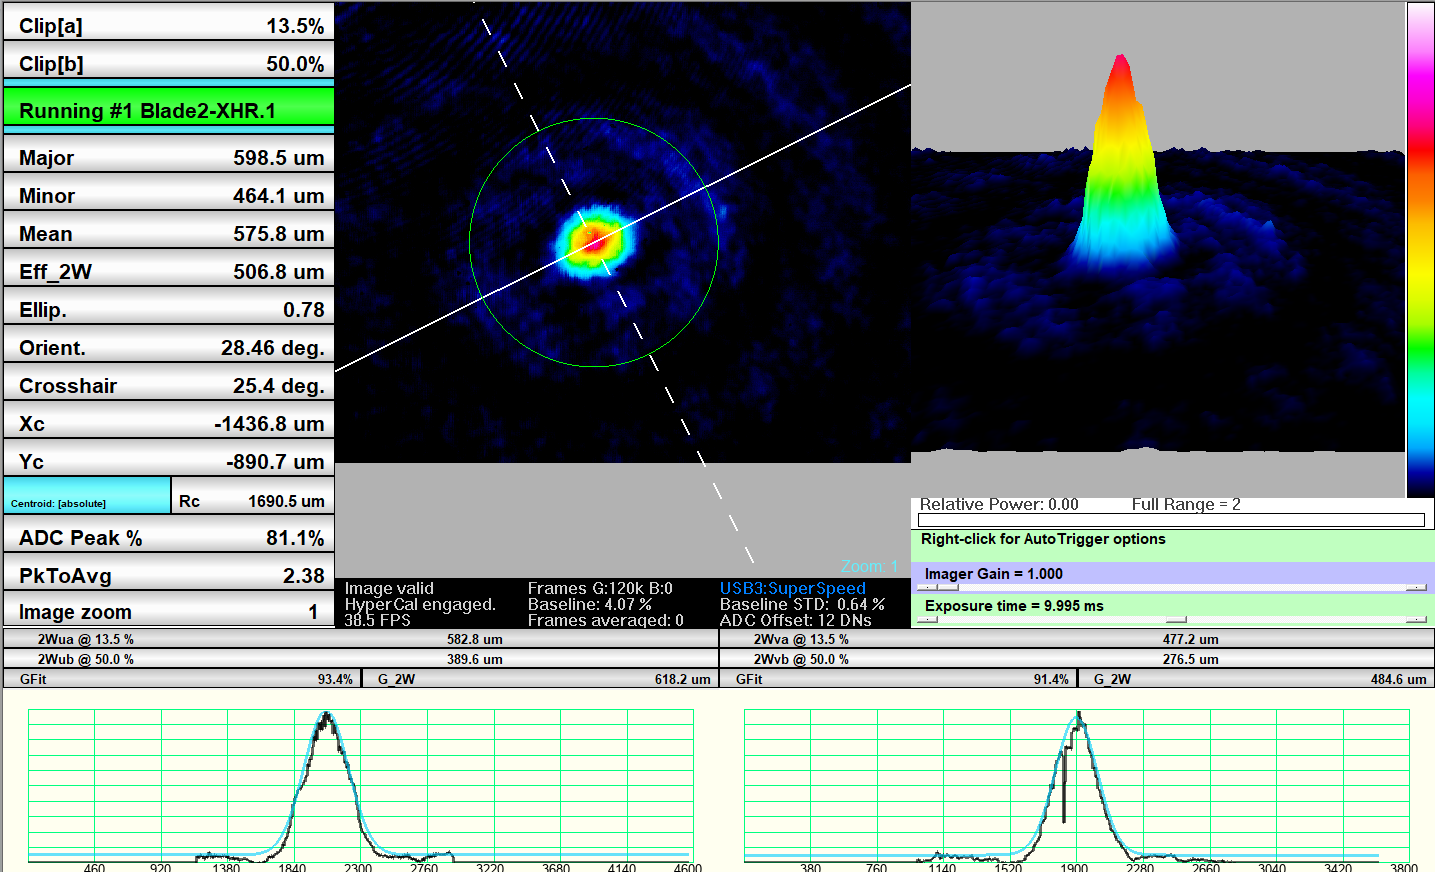 Clip[a] 13.5%
Clip[b] 50.0%
Running #1 Blade2-XHR.1
Major 598.5 um
Minor 464.1 um
Mean 575.8 um
Eff_2W 506.8 um
Ellip. 0.78
Orient. 28.46 deg.
Crosshair 25.4 deg.
Xc -1436.8 um
Yc -890.7 um
Centroid: [absolute] Rc 1690.5 um
ADC Peak % 81.1%
PkToAvg 2.38
Image zoom 1
Zoom: 1
Image valid Frames G:120k B:0 USB3:SuperSpeed
HyperCal engaged. Baseline: 4.07 % Baseline STD: 0.64 %
38.5 FPS Frames averaged: 0 ADC Offset: 12 DNs
Relative Power: 0.00 Full Range = 2
Right-click for AutoTrigger options
Imager Gain = 1.000
Exposure time = 9.995 ms
2Wua @ 13.5 % 582.8 um 2Wva @ 13.5 % 477.2 um
2Wub @ 50.0 % 389.6 um 2Wvb @ 50.0 % 276.5 um
GFit 93.4% G_2W 618.2 um GFit 91.4% G_2W 484.6 um
460 920 1380 1840 2300 2760 3220 3680 4140 4600
380 760 1140 1520 1900 2280 2660 3040 3420 3800